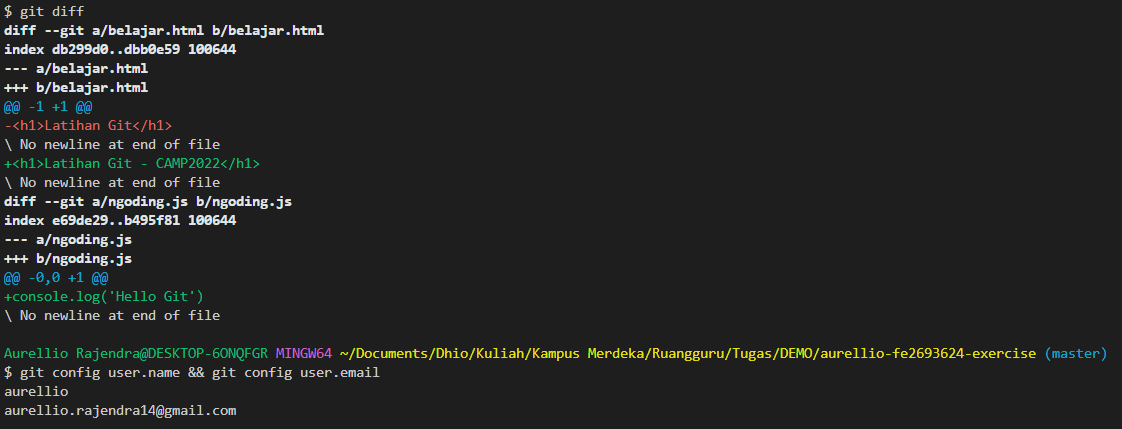 $ git diff
diff --git a/belajar.html b/belajar.html
index db299d0..dbb0e59 100644
--- a/belajar.html
+++ b/belajar.html
@@ -1 +1 @@
-<h1>Latihan Git</h1>
\ No newline at end of file
+<h1>Latihan Git - CAMP2022</h1>
\ No newline at end of file
diff --git a/ngoding.js b/ngoding.js
index e69de29..b495f81 100644
--- a/ngoding.js
+++ b/ngoding.js
@@ -0,0 +1 @@
+console.log('Hello Git')
\ No newline at end of file
Aurellio Rajendra@DESKTOP-6ONQFGR MINGW64 ~/Documents/Dhio/Kuliah/Kampus Merdeka/Ruangguru/Tugas/DEMO/aurellio-fe2693624-exercise (master)
$ git config user.name && git config user.email
aurellio
aurellio.rajendra14@gmail.com